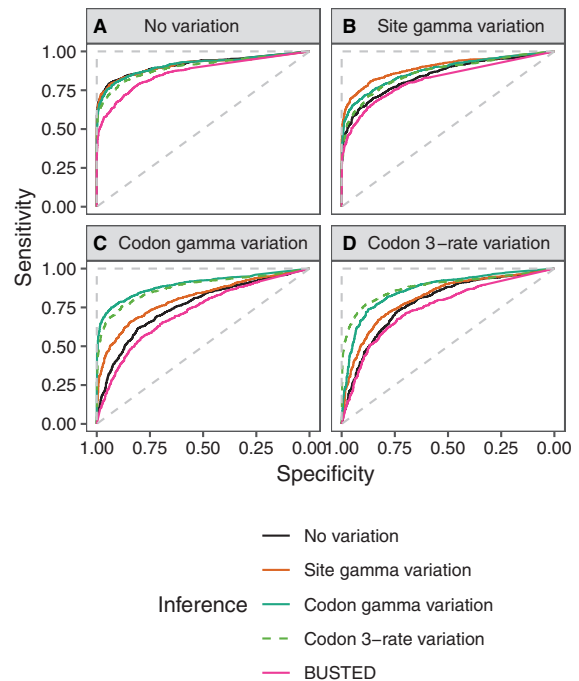 A No variation
B Site gamma variation
1.00
0.75
0.50
0.25
0.00
Sensitivity
C Codon gamma variation
D Codon 3-rate variation
1.00
0.75
0.50
0.25
0.00
1.00 0.75 0.50 0.25 0.00
1.00 0.75 0.50 0.25 0.00
Specificity
Inference
No variation
Site gamma variation
Codon gamma variation
Codon 3-rate variation
BUSTED